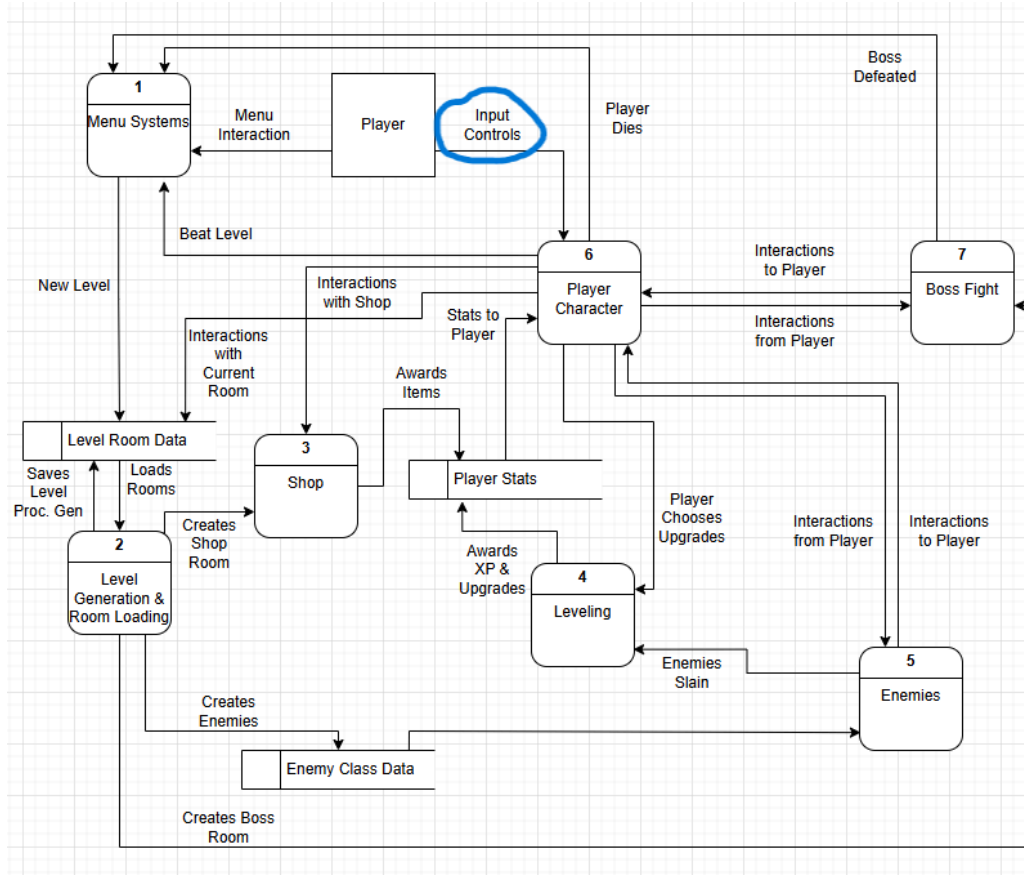 Boss
Defeated
1
Menu Systems
Menu
Interaction
Player
Input
Controls
Player
Dies
Beat Level
6
Player
Character
Interactions
to Player
7
Boss Fight
Interactions
from Player
New Level
Interactions
with Shop
Stats to
Player
Interactions
with
Current
Room
Awards
Items
Level Room Data
3
Shop
Player Stats
Saves
Level
Proc. Gen
Loads
Rooms
Creates
Shop
Room
Player
Chooses
Upgrades
Interactions
from Player
Interactions
to Player
2
Level
Generation &
Room Loading
Awards
XP &
Upgrades
4
Leveling
Enemies
Slain
5
Enemies
Creates
Enemies
Enemy Class Data
Creates Boss
Room